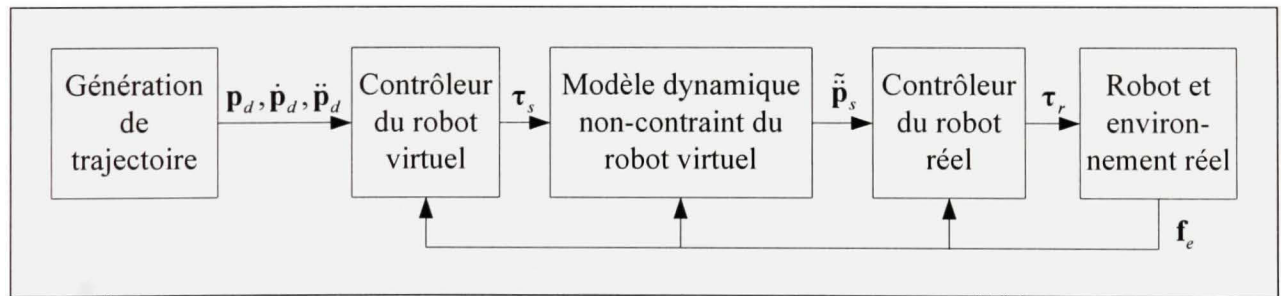 Génération
de
trajectoire
𝐩_d, 𝐩̇_d, 𝐩̈_d
Contrôleur
du robot
virtuel
𝛕_s
Modèle dynamique
non-contraint du
robot virtuel
𝐩̃̈_s
Contrôleur
du robot
réel
𝛕_r
Robot et
environ-
nement réel
𝐟_e